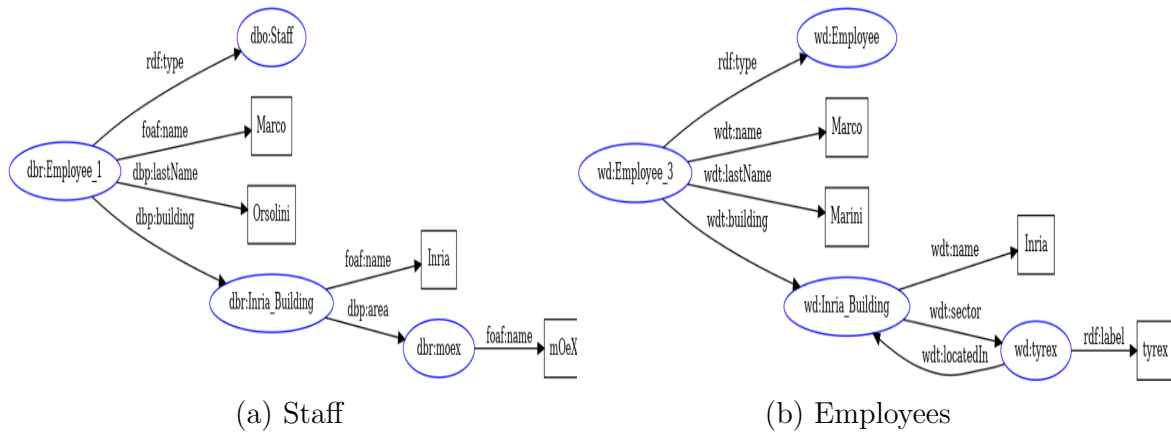 dbo:Staff
rdf:type
foaf:name
Marco
dbr:Employee_1
dbp:lastName
Orsolini
dbp:building
foaf:name
Inria
dbr:Inria_Building
dbp:area
dbr:moex
foaf:name
mOeX
(a) Staff
wd:Employee
rdf:type
wdt:name
Marco
wd:Employee_3
wdt:lastName
Marini
wdt:building
wdt:name
Inria
wd:Inria_Building
wdt:sector
wdt:locatedIn
wd:tyrex
rdf:label
tyrex
(b) Employees